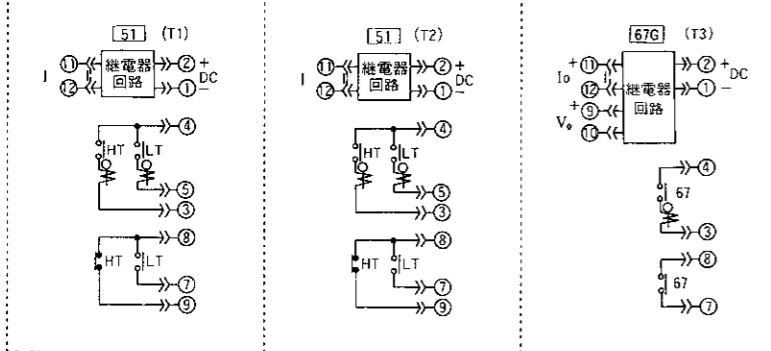 51 (T1)
I ⑪ ⑫ 継電器回路 ② + DC ① −
④
HT LT
⑤
③
⑧
HT LT
⑦
⑨
51 (T2)
I ⑪ ⑫ 継電器回路 ② + DC ① −
④
HT LT
⑤
③
⑧
HT LT
⑦
⑨
67G (T3)
I₀ + ⑪ ⑫ V₀ + ⑨ ⑩ 継電器回路 ② + DC ① −
④
67
③
⑧
67
⑦